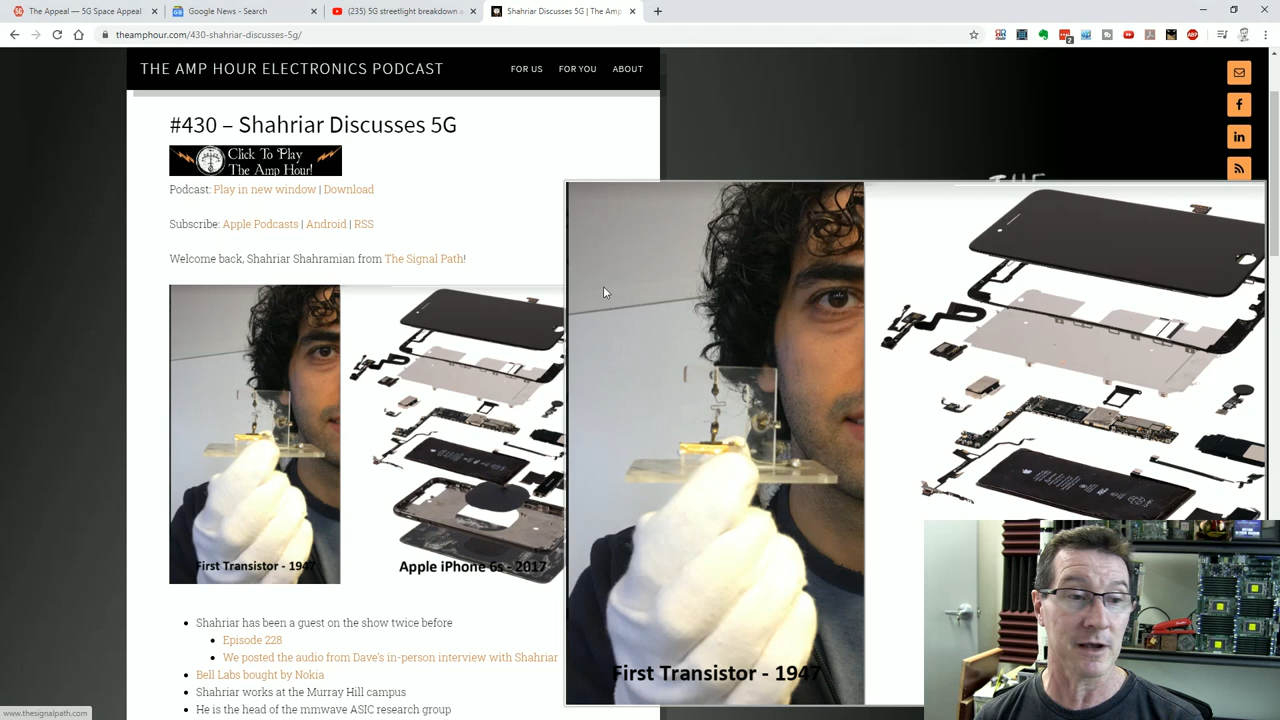 The Appeal — 5G Space Appeal
Google News - Search
(235) 5G streetlight breakdown a
Shahriar Discusses 5G | The Amp
theamphour.com/430-shahriar-discusses-5g/
2
ABP
THE AMP HOUR ELECTRONICS PODCAST
FOR US
FOR YOU
ABOUT
#430 – Shahriar Discusses 5G
Click To Play
The Amp Hour!
Podcast: Play in new window | Download
Subscribe: Apple Podcasts | Android | RSS
Welcome back, Shahriar Shahramian from The Signal Path!
First Transistor - 1947
Apple iPhone 6s - 2017
First Transistor - 1947
Shahriar has been a guest on the show twice before
Episode 228
We posted the audio from Dave's in-person interview with Shahriar
Bell Labs bought by Nokia
Shahriar works at the Murray Hill campus
He is the head of the mmwave ASIC research group
www.thesignalpath.com